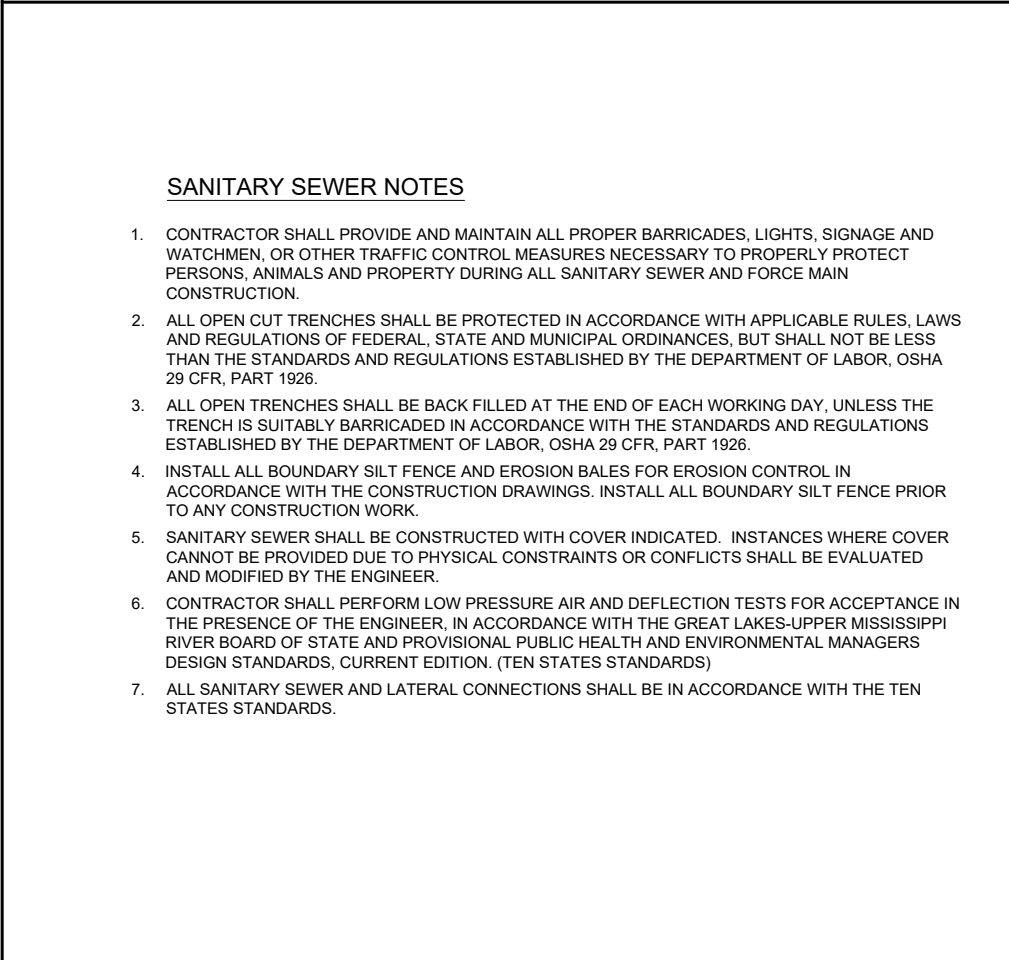 SANITARY SEWER NOTES
1. CONTRACTOR SHALL PROVIDE AND MAINTAIN ALL PROPER BARRICADES, LIGHTS, SIGNAGE AND
WATCHMEN, OR OTHER TRAFFIC CONTROL MEASURES NECESSARY TO PROPERLY PROTECT
PERSONS, ANIMALS AND PROPERTY DURING ALL SANITARY SEWER AND FORCE MAIN
CONSTRUCTION.
2. ALL OPEN CUT TRENCHES SHALL BE PROTECTED IN ACCORDANCE WITH APPLICABLE RULES, LAWS
AND REGULATIONS OF FEDERAL, STATE AND MUNICIPAL ORDINANCES, BUT SHALL NOT BE LESS
THAN THE STANDARDS AND REGULATIONS ESTABLISHED BY THE DEPARTMENT OF LABOR, OSHA
29 CFR, PART 1926.
3. ALL OPEN TRENCHES SHALL BE BACK FILLED AT THE END OF EACH WORKING DAY, UNLESS THE
TRENCH IS SUITABLY BARRICADED IN ACCORDANCE WITH THE STANDARDS AND REGULATIONS
ESTABLISHED BY THE DEPARTMENT OF LABOR, OSHA 29 CFR, PART 1926.
4. INSTALL ALL BOUNDARY SILT FENCE AND EROSION BALES FOR EROSION CONTROL IN
ACCORDANCE WITH THE CONSTRUCTION DRAWINGS. INSTALL ALL BOUNDARY SILT FENCE PRIOR
TO ANY CONSTRUCTION WORK.
5. SANITARY SEWER SHALL BE CONSTRUCTED WITH COVER INDICATED. INSTANCES WHERE COVER
CANNOT BE PROVIDED DUE TO PHYSICAL CONSTRAINTS OR CONFLICTS SHALL BE EVALUATED
AND MODIFIED BY THE ENGINEER.
6. CONTRACTOR SHALL PERFORM LOW PRESSURE AIR AND DEFLECTION TESTS FOR ACCEPTANCE IN
THE PRESENCE OF THE ENGINEER, IN ACCORDANCE WITH THE GREAT LAKES-UPPER MISSISSIPPI
RIVER BOARD OF STATE AND PROVISIONAL PUBLIC HEALTH AND ENVIRONMENTAL MANAGERS
DESIGN STANDARDS, CURRENT EDITION. (TEN STATES STANDARDS)
7. ALL SANITARY SEWER AND LATERAL CONNECTIONS SHALL BE IN ACCORDANCE WITH THE TEN
STATES STANDARDS.